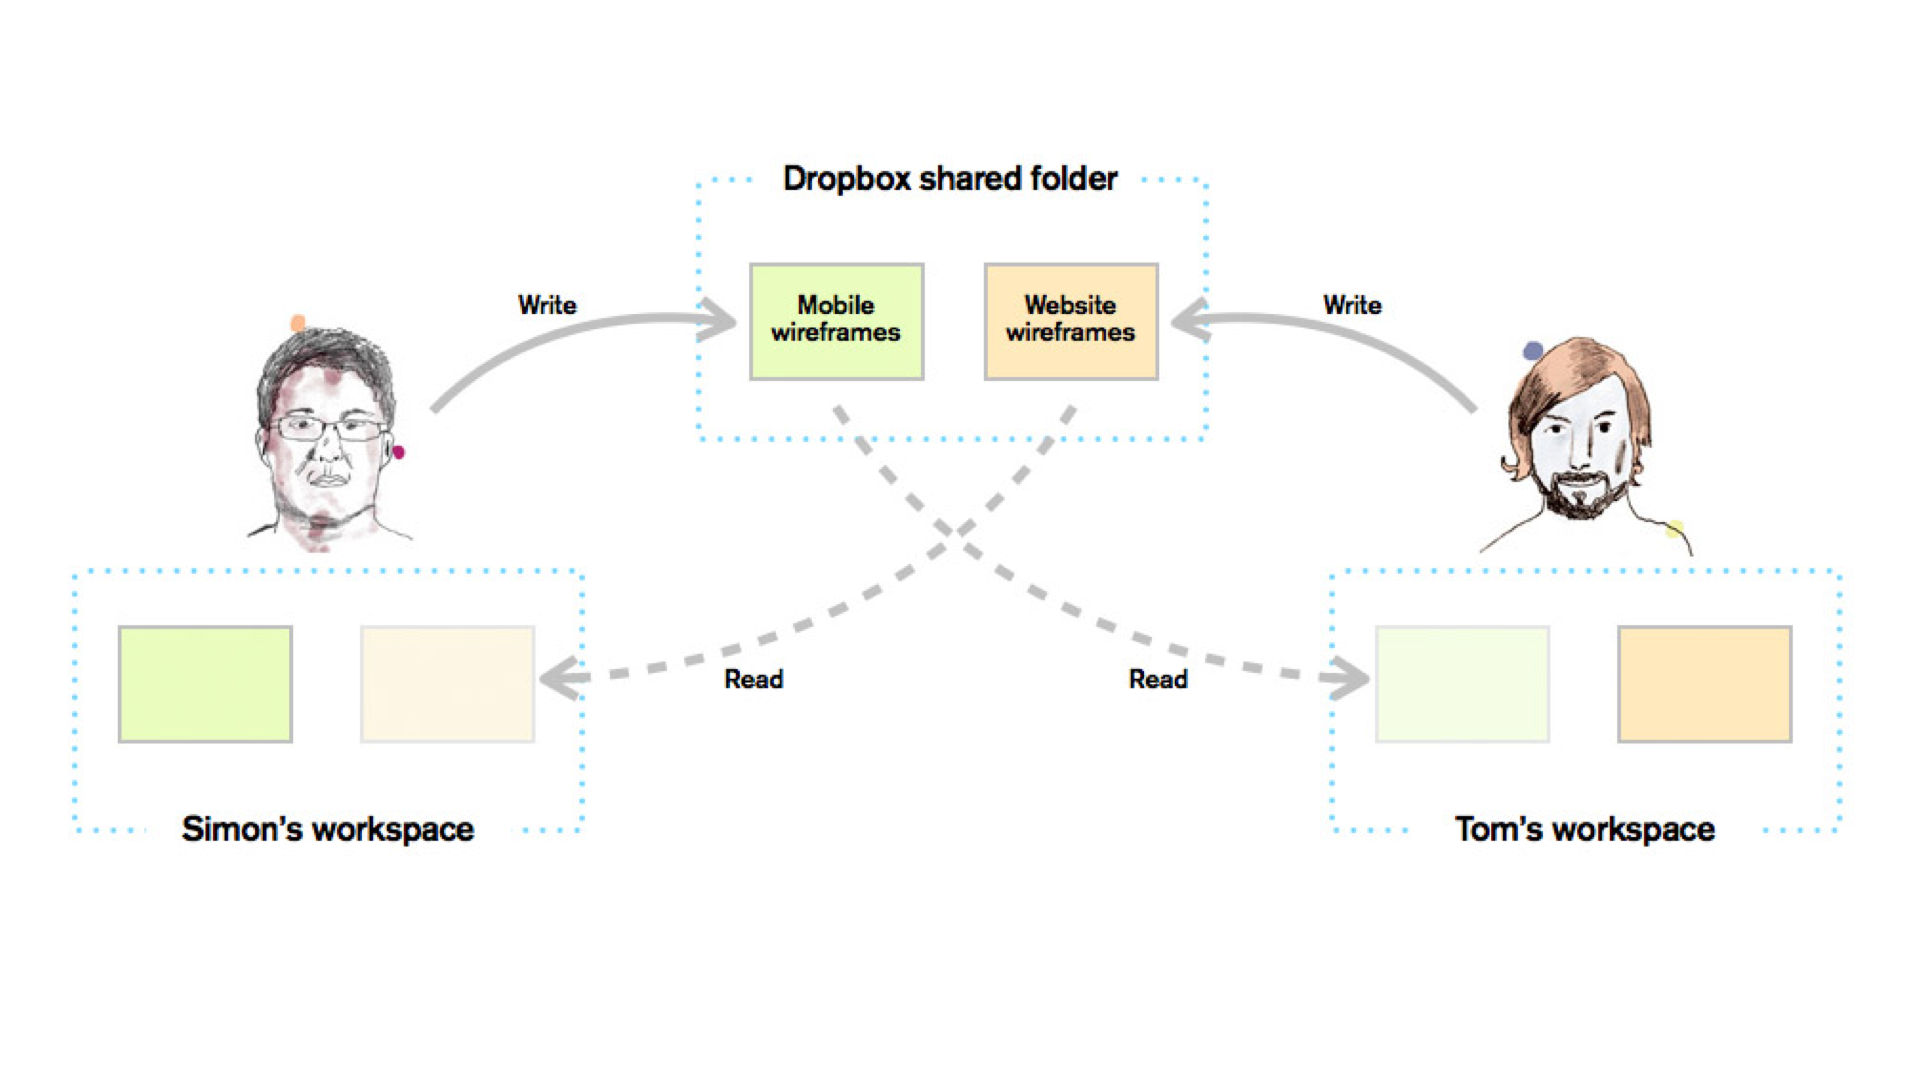 Dropbox shared folder
Write
Mobile
wireframes
Website
wireframes
Write
Read
Read
Simon’s workspace
Tom’s workspace